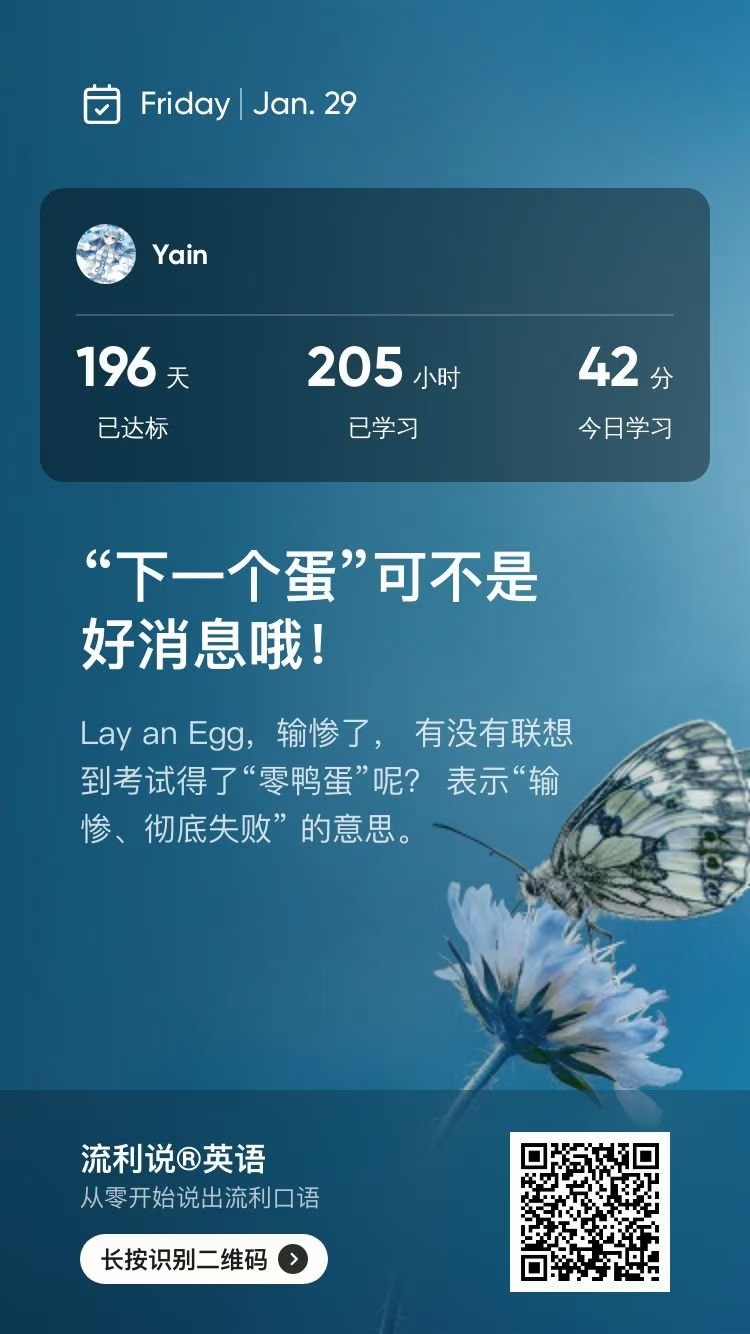 Friday | Jan. 29
Yain
196 天 205 小时 42 分
已达标 已学习 今日学习
“下一个蛋”可不是
好消息哦！
Lay an Egg，输惨了， 有没有联想
到考试得了“零鸭蛋”呢？ 表示“输
惨、彻底失败” 的意思。
流利说®英语
从零开始说出流利口语
长按识别二维码